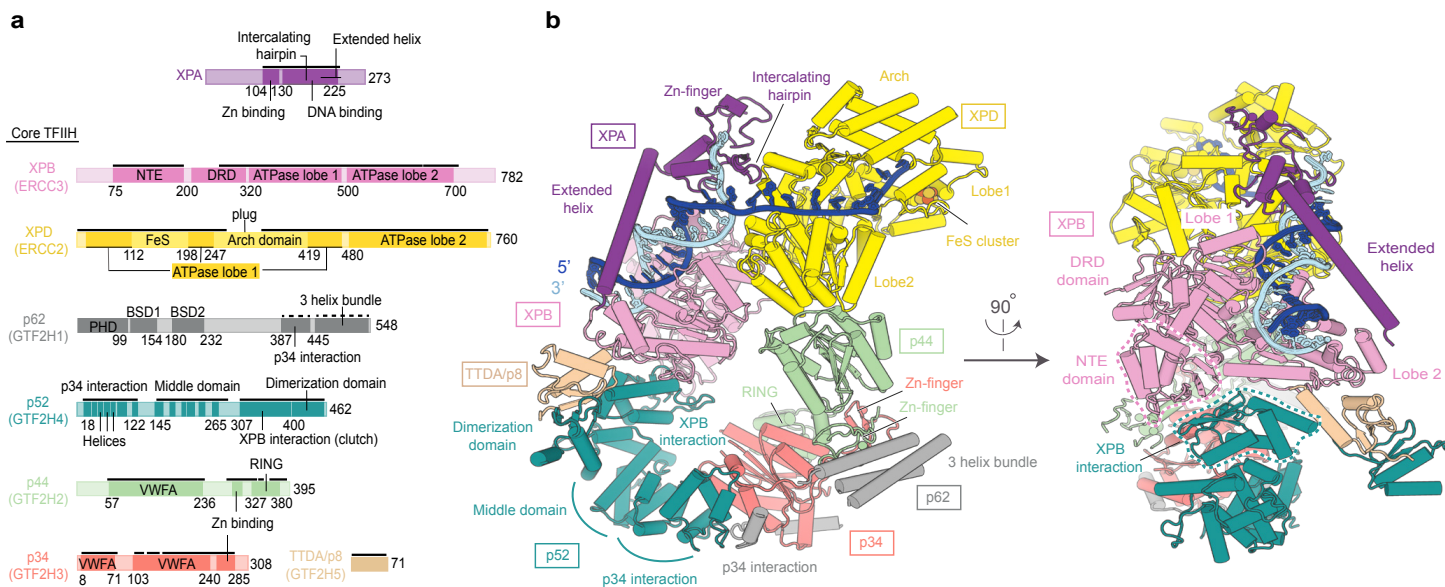 a
Intercalating
hairpin
Extended helix
XPA
273
104 130 225
Zn binding
DNA binding
Core TFIIH
XPB
(ERCC3)
NTE
DRD
ATPase lobe 1
ATPase lobe 2
782
75 200 320 500 700
plug
XPD
(ERCC2)
FeS
Arch domain
ATPase lobe 2
760
112 198 247 419 480
ATPase lobe 1
3 helix bundle
p62
(GTF2H1)
BSD1
BSD2
PHD
548
99 154 180 232 387 445
p34 interaction
p34 interaction
Middle domain
Dimerization domain
p52
(GTF2H4)
462
18 122 145 265 307 400
Helices
XPB interaction (clutch)
RING
p44
(GTF2H2)
VWFA
395
57 236 327 380
Zn binding
p34
(GTF2H3)
VWFA
VWFA
308
8 71 103 240 285
TTDA/p8
(GTF2H5)
71
b
Zn-finger
Intercalating
hairpin
Arch
XPA
XPD
Extended
helix
Lobe1
FeS cluster
5’
3’
Lobe2
XPB
p44
TTDA/p8
RING
Zn-finger
Zn-finger
Dimerization
domain
XPB
interaction
3 helix bundle
p62
Middle domain
p52
p34
p34 interaction
p34 interaction
90°
XPB
Lobe 1
DRD
domain
Extended
helix
NTE
domain
Lobe 2
XPB
interaction